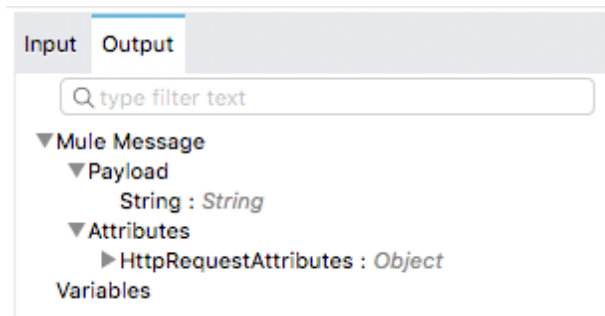 Input Output
type filter text
Mule Message
Payload
String : String
Attributes
HttpRequestAttributes : Object
Variables